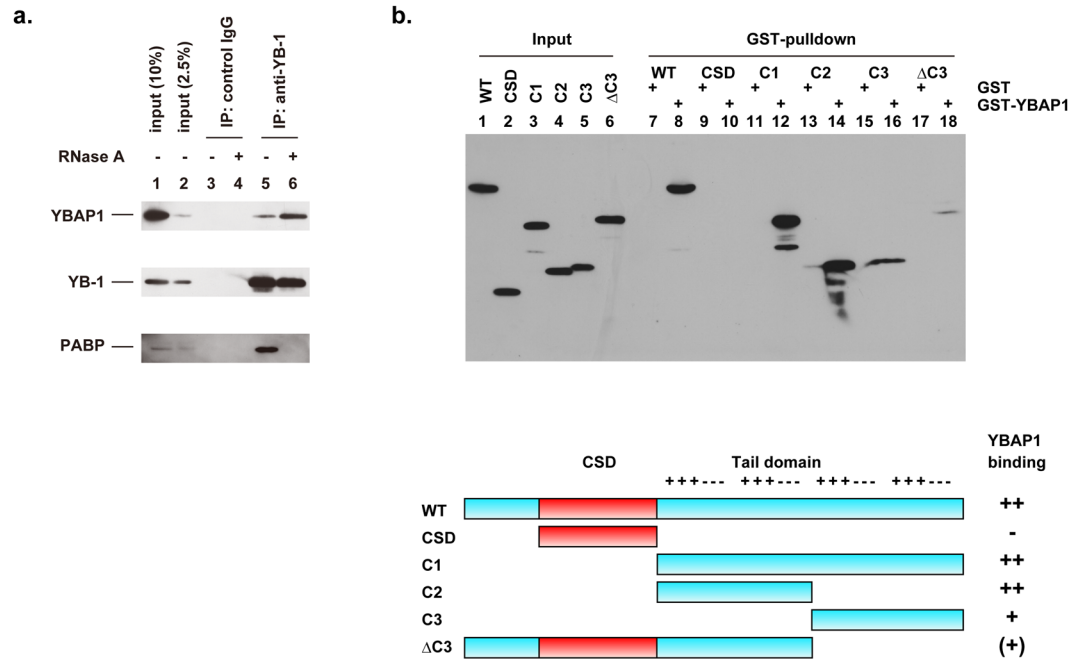 a.
input (10%)
input (2.5%)
IP: control IgG
IP: anti-YB-1
RNase A - - - + - +
1 2 3 4 5 6
YBAP1
YB-1
PABP
b.
Input GST-pulldown
WT CSD C1 C2 C3 ΔC3 WT CSD C1 C2 C3 ΔC3
+ + + + + + GST
+ + + + + + GST-YBAP1
1 2 3 4 5 6 7 8 9 10 11 12 13 14 15 16 17 18
YBAP1
binding
CSD Tail domain
+++--- +++--- +++--- +++---
WT ++
CSD -
C1 ++
C2 ++
C3 +
ΔC3 (+)